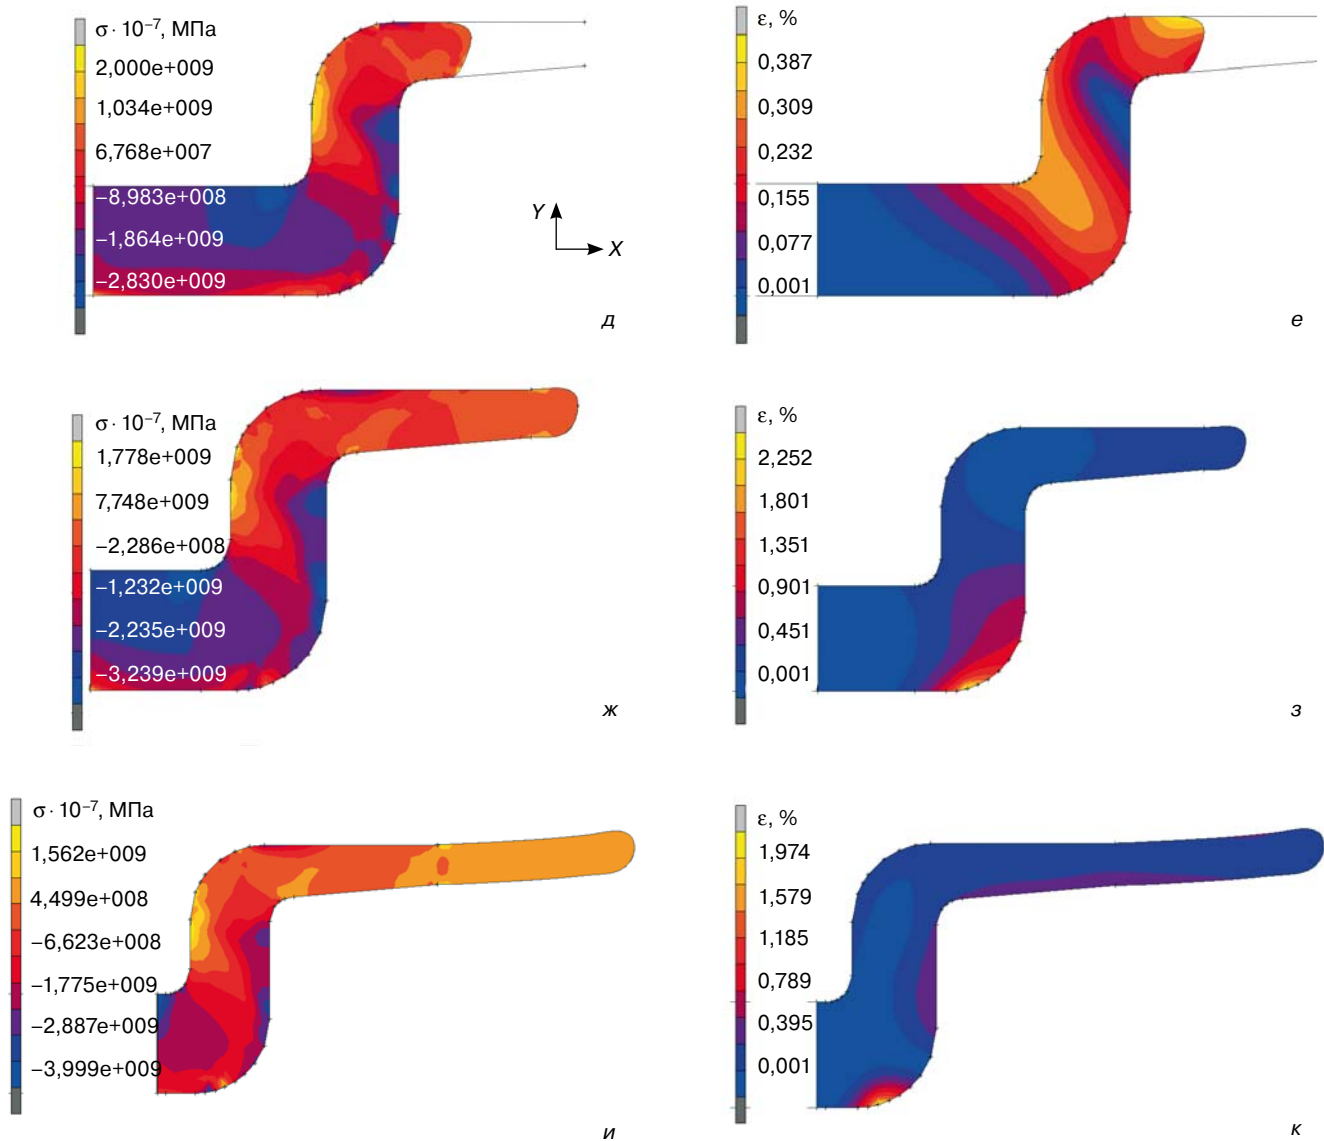 σ · 10⁻⁷, МПа
2,000e+009
1,034e+009
6,768e+007
−8,983e+008
−1,864e+009
−2,830e+009
Y
X
д
ε, %
0,387
0,309
0,232
0,155
0,077
0,001
е
σ · 10⁻⁷, МПа
1,778e+009
7,748e+009
−2,286e+008
−1,232e+009
−2,235e+009
−3,239e+009
ж
ε, %
2,252
1,801
1,351
0,901
0,451
0,001
з
σ · 10⁻⁷, МПа
1,562e+009
4,499e+008
−6,623e+008
−1,775e+009
−2,887e+009
−3,999e+009
и
ε, %
1,974
1,579
1,185
0,789
0,395
0,001
к